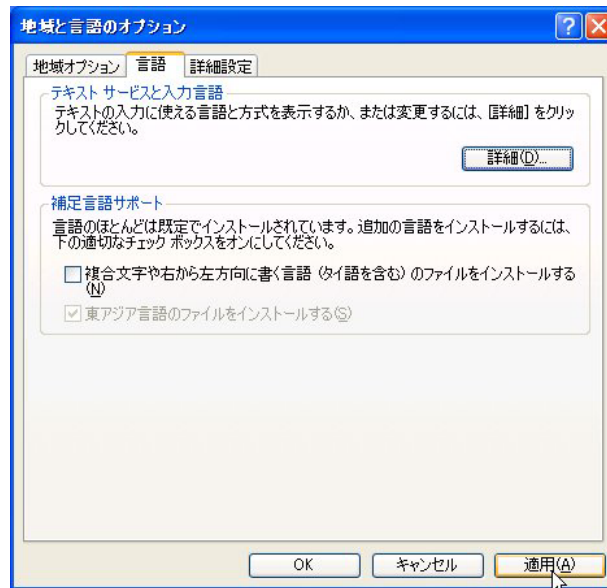 地域と言語のオプション
地域オプション 言語 詳細設定
テキスト サービスと入力言語
テキストの入力に使える言語と方式を表示するか、または変更するには、[詳細] をクリッ
クしてください。
詳細(D)...
補足言語サポート
言語のほとんどは既定でインストールされています。追加の言語をインストールするには、
下の適切なチェック ボックスをオンにしてください。
複合文字や右から左方向に書く言語 (タイ語を含む) のファイルをインストールする
(N)
東アジア言語のファイルをインストールする(S)
OK キャンセル 適用(A)